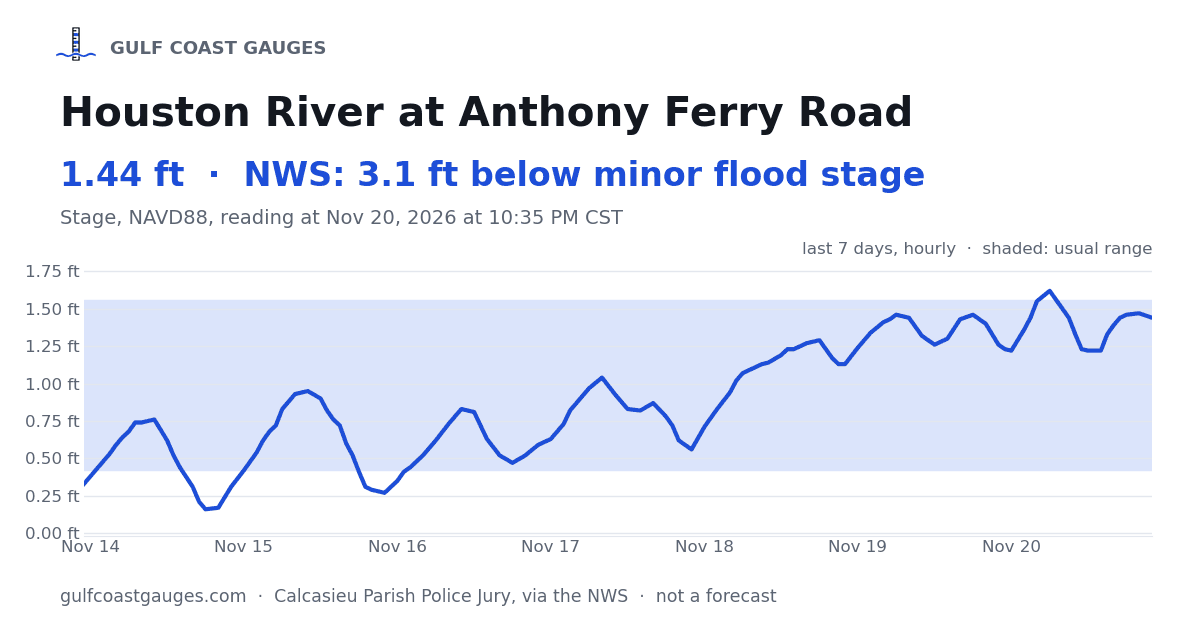 GULF COAST GAUGES
Houston River at Anthony Ferry Road
1.44 ft · NWS: 3.1 ft below minor flood stage
Stage, NAVD88, reading at Nov 20, 2026 at 10:35 PM CST
last 7 days, hourly · shaded: usual range
1.75 ft
1.50 ft
1.25 ft
1.00 ft
0.75 ft
0.50 ft
0.25 ft
0.00 ft
Nov 14 Nov 15 Nov 16 Nov 17 Nov 18 Nov 19 Nov 20
gulfcoastgauges.com · Calcasieu Parish Police Jury, via the NWS · not a forecast